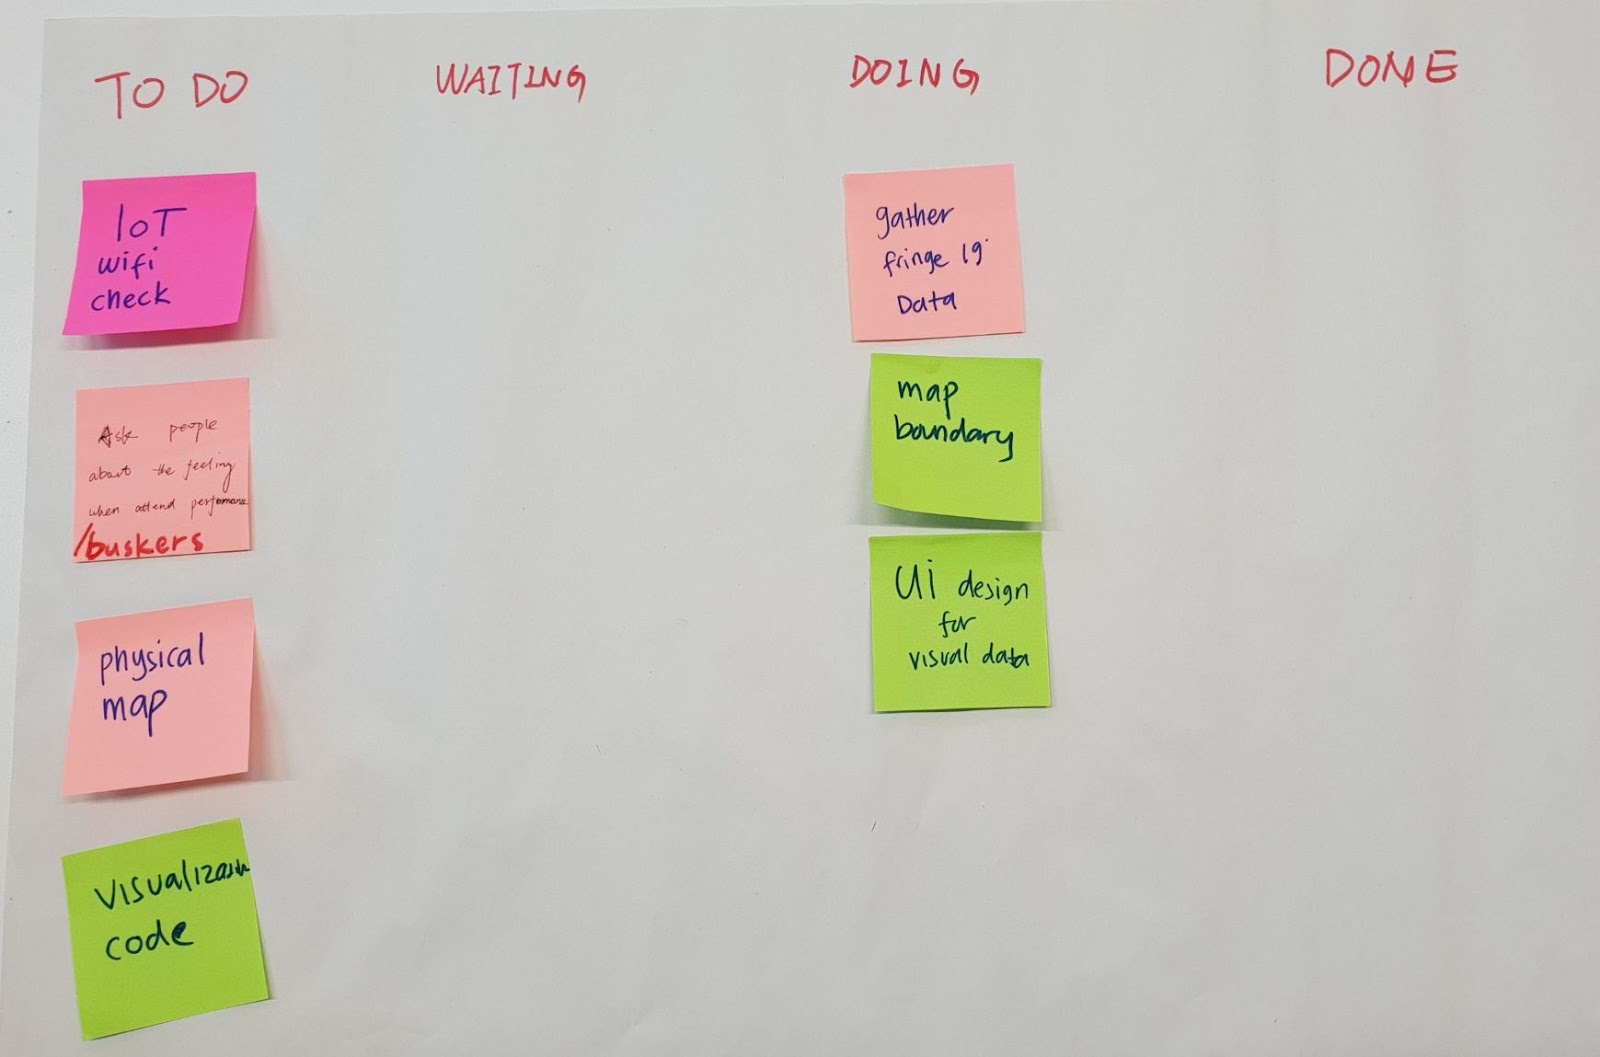 TO DO
WAITING
DOING
DONE
IoT
wifi
check
Ask people
about the feeling
when attend performance
/buskers
physical
map
visualization
code
gather
fringe 19'
Data
map
boundary
Ui design
for
visual data